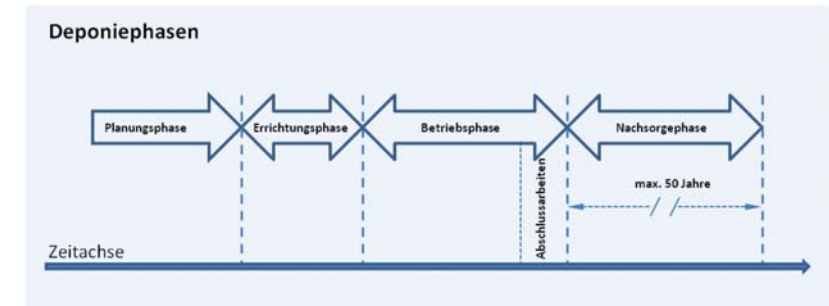 Deponiephasen
Planungsphase
Errichtungsphase
Betriebsphase
Nachsorgephase
Abschlussarbeiten
max. 50 Jahre
Zeitachse